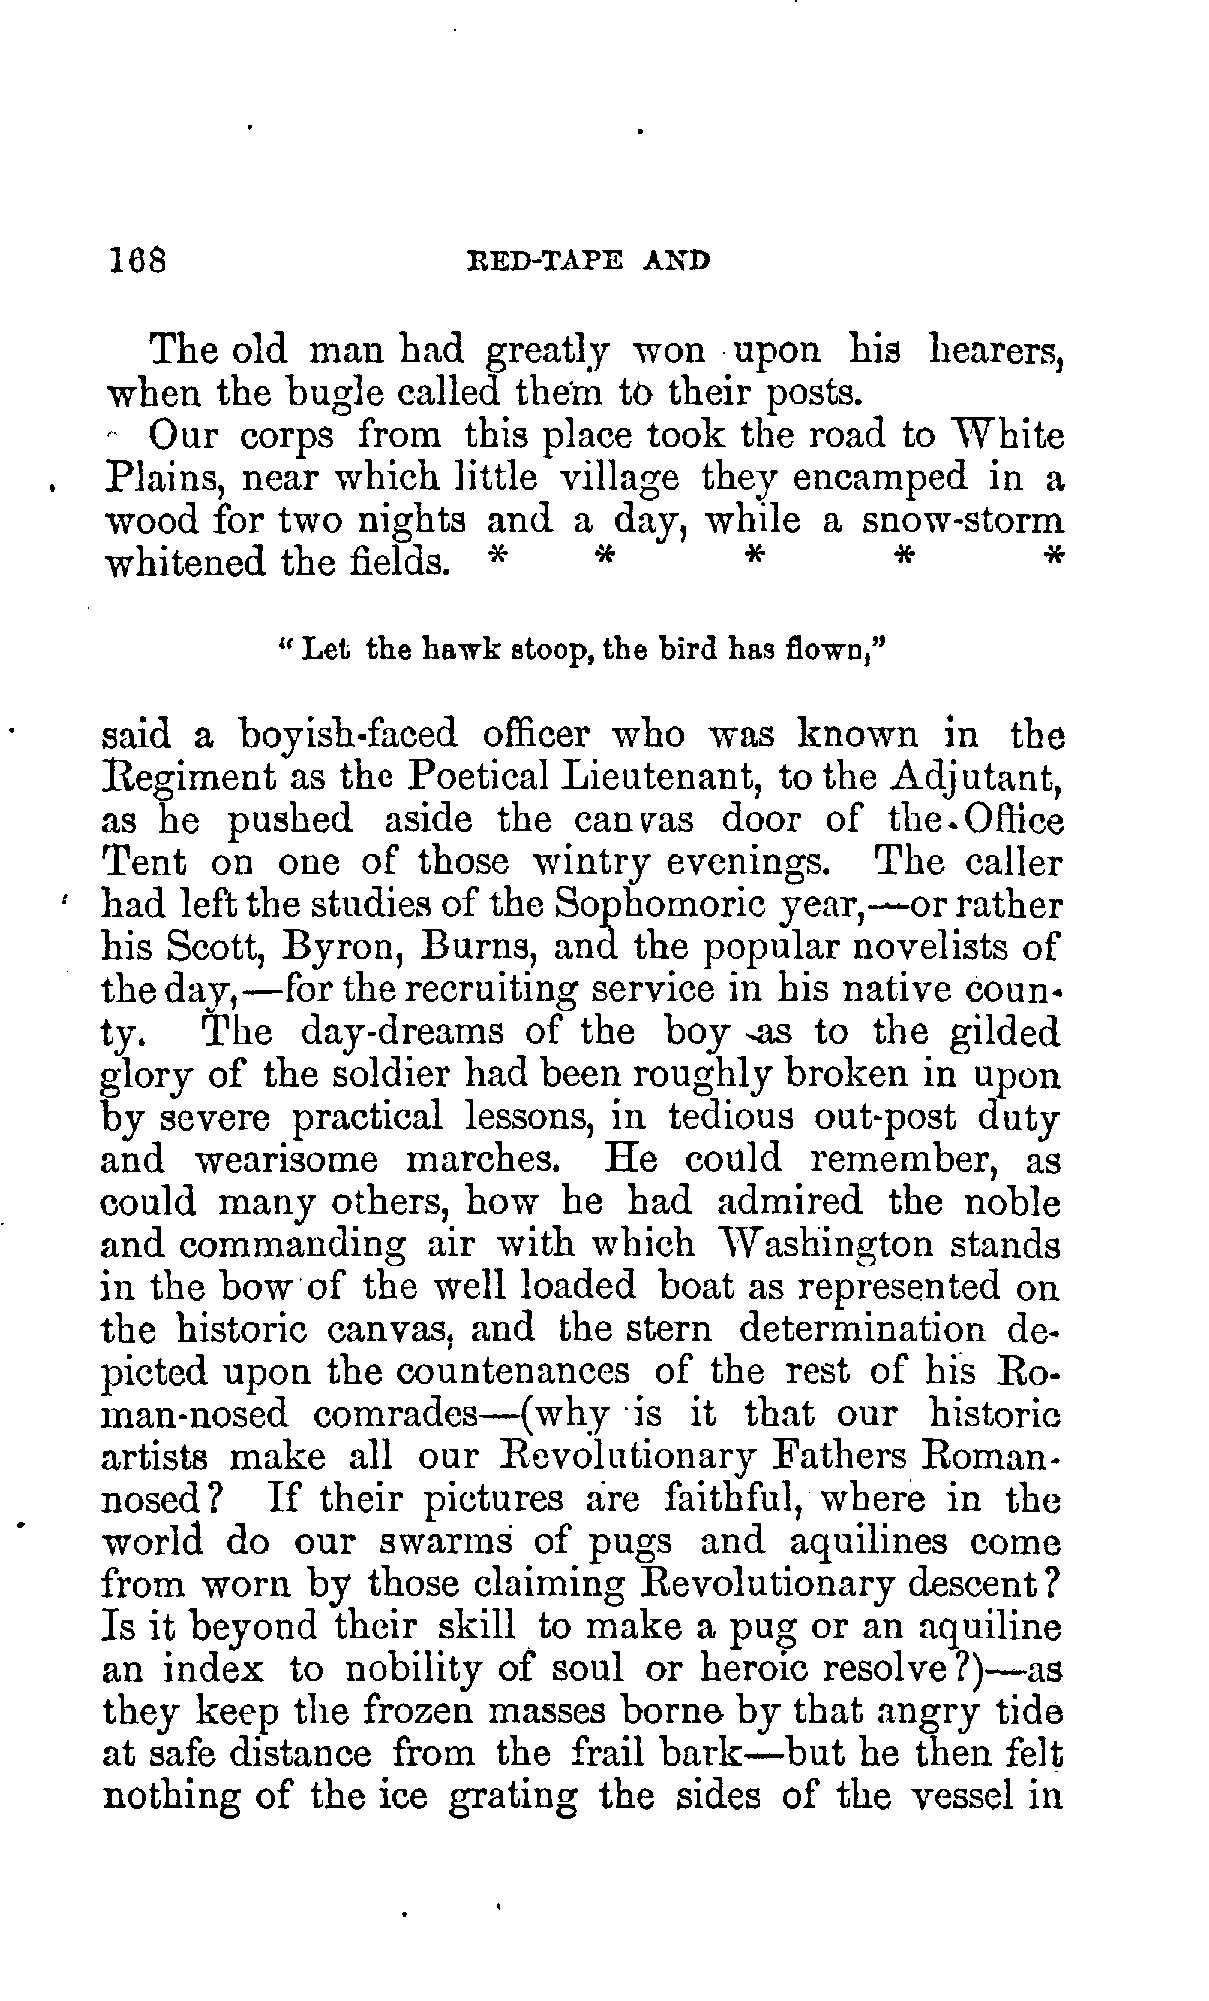 168 RED-TAPE AND
The old man had greatly won upon his hearers,
when the bugle called them to their posts.
Our corps from this place took the road to White
Plains, near which little village they encamped in a
wood for two nights and a day, while a snow-storm
whitened the fields. * * * * *
"Let the hawk stoop, the bird has flown,"
said a boyish-faced officer who was known in the
Regiment as the Poetical Lieutenant, to the Adjutant,
as he pushed aside the canvas door of the Office
Tent on one of those wintry evenings. The caller
had left the studies of the Sophomoric year,—or rather
his Scott, Byron, Burns, and the popular novelists of
the day,—for the recruiting service in his native coun-
ty. The day-dreams of the boy as to the gilded
glory of the soldier had been roughly broken in upon
by severe practical lessons, in tedious out-post duty
and wearisome marches. He could remember, as
could many others, how he had admired the noble
and commanding air with which Washington stands
in the bow of the well loaded boat as represented on
the historic canvas, and the stern determination de-
picted upon the countenances of the rest of his Ro-
man-nosed comrades—(why is it that our historic
artists make all our Revolutionary Fathers Roman-
nosed? If their pictures are faithful, where in the
world do our swarms of pugs and aquilines come
from worn by those claiming Revolutionary descent?
Is it beyond their skill to make a pug or an aquiline
an index to nobility of soul or heroic resolve?)—as
they keep the frozen masses borne by that angry tide
at safe distance from the frail bark—but he then felt
nothing of the ice grating the sides of the vessel in